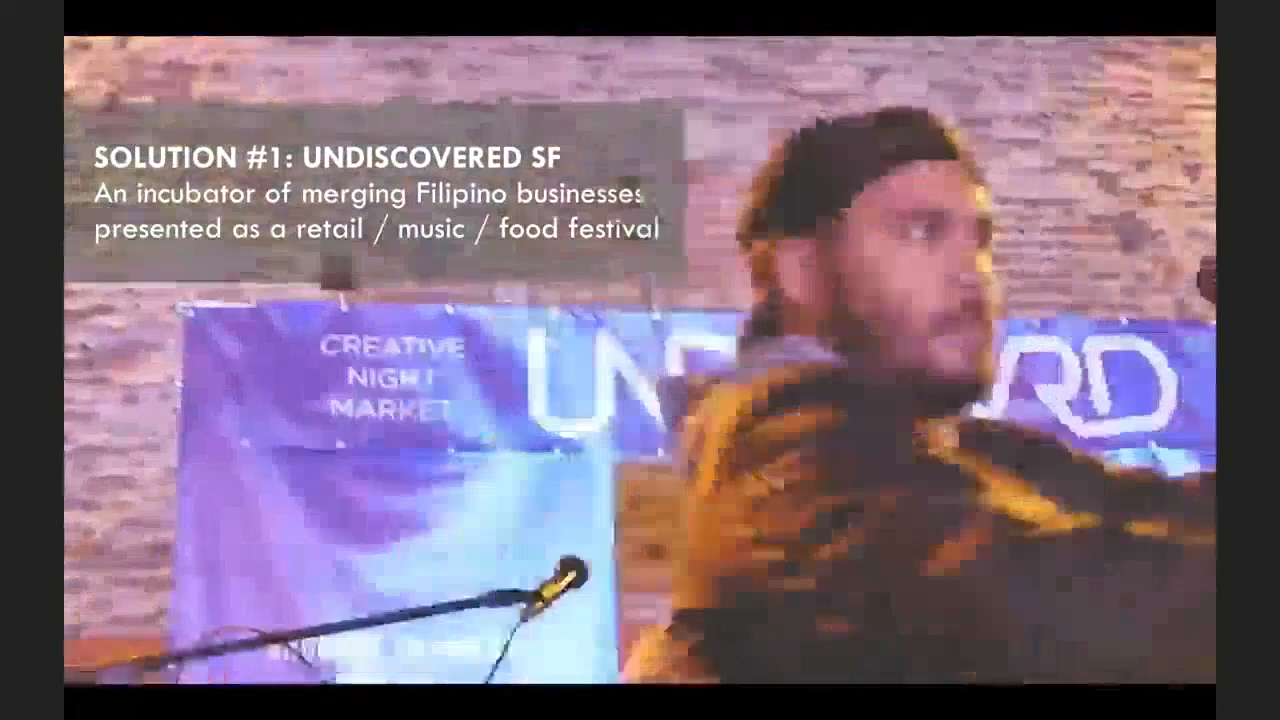 SOLUTION #1: UNDISCOVERED SF
An incubator of merging Filipino businesses
presented as a retail / music / food festival
CREATIVE
NIGHT
MARKET